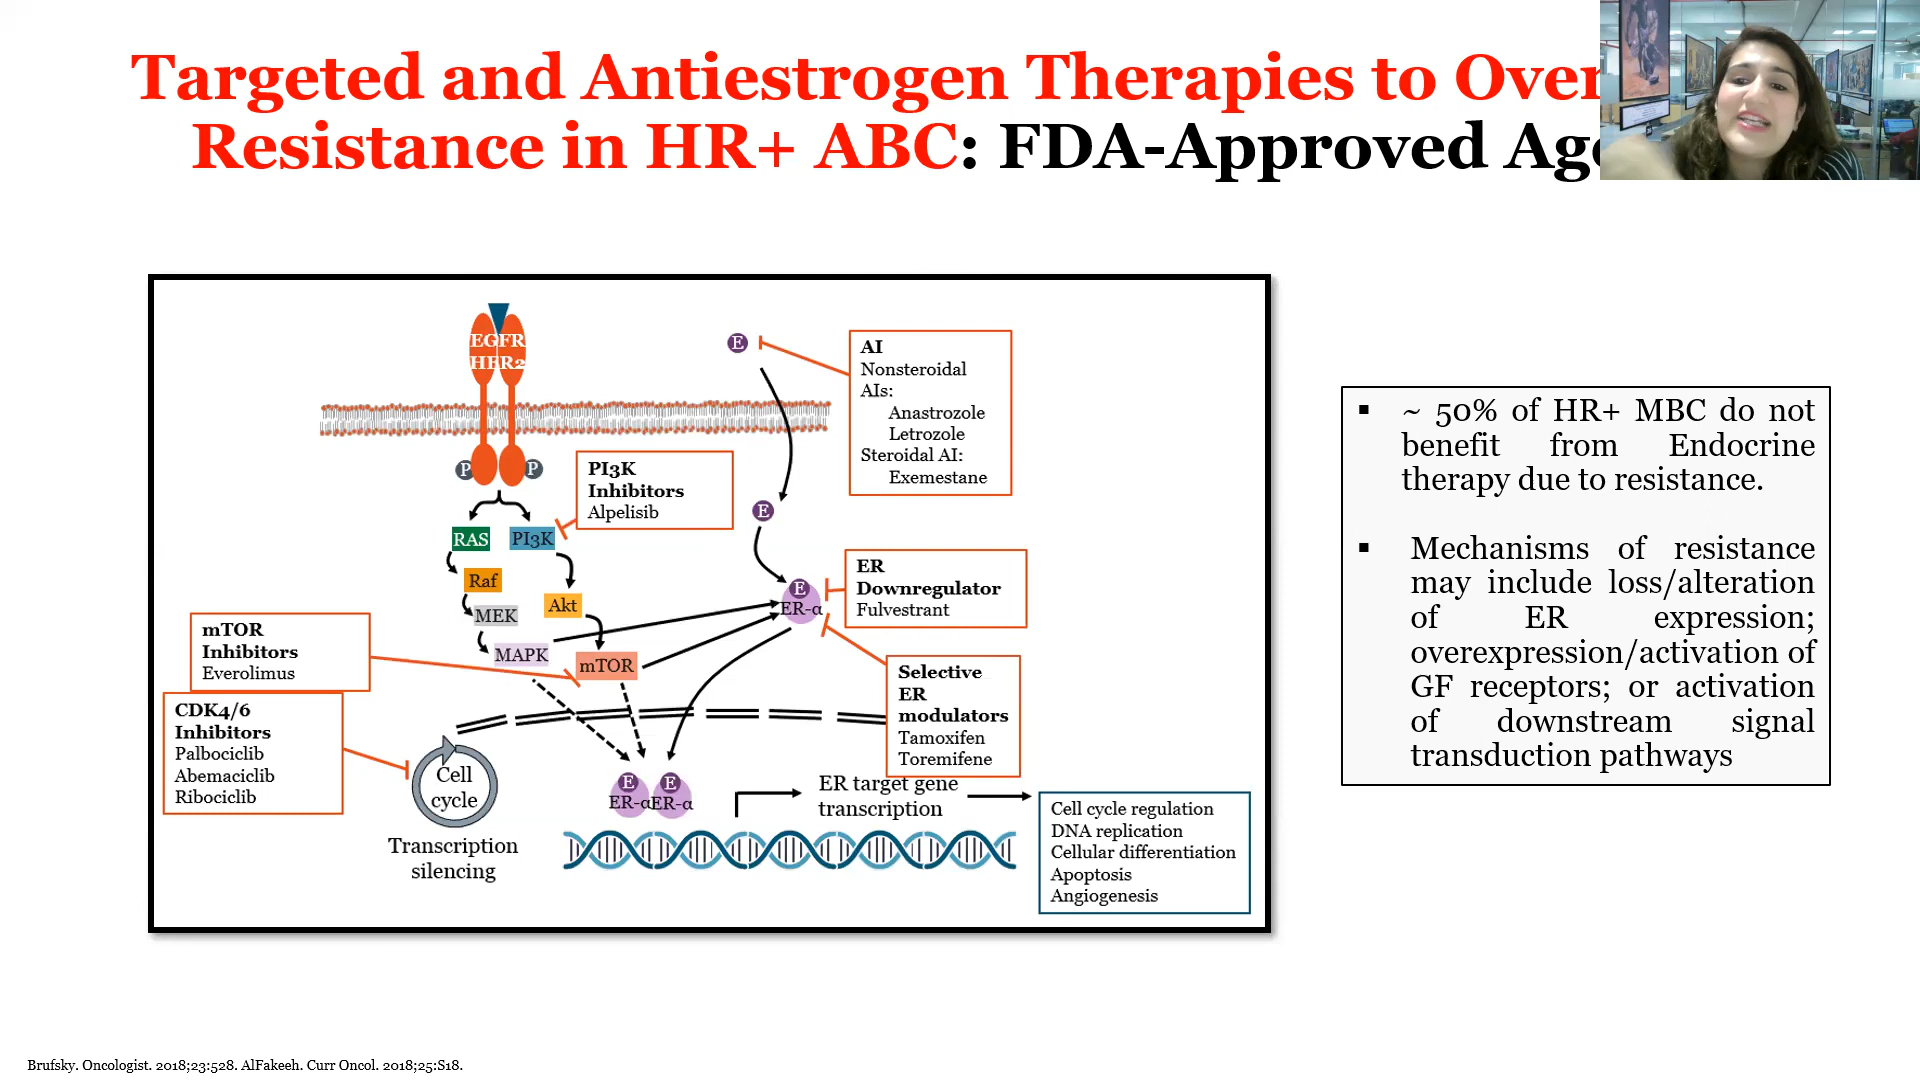 Targeted and Antiestrogen Therapies to Over
Resistance in HR+ ABC: FDA-Approved Age
EGFR
HER2
E
AI
Nonsteroidal
AIs:
Anastrozole
Letrozole
Steroidal AI:
Exemestane
P
P
PI3K
Inhibitors
Alpelisib
E
RAS
PI3K
Raf
Akt
MEK
MAPK
mTOR
E
ER-α
ER
Downregulator
Fulvestrant
mTOR
Inhibitors
Everolimus
CDK4/6
Inhibitors
Palbociclib
Abemaciclib
Ribociclib
Selective
ER
modulators
Tamoxifen
Toremifene
Cell
cycle
Transcription
silencing
E
E
ER-α
ER-α
ER target gene
transcription
Cell cycle regulation
DNA replication
Cellular differentiation
Apoptosis
Angiogenesis
▪ ~ 50% of HR+ MBC do not
benefit from Endocrine
therapy due to resistance.
▪ Mechanisms of resistance
may include loss/alteration
of ER expression;
overexpression/activation of
GF receptors; or activation
of downstream signal
transduction pathways
Brufsky. Oncologist. 2018;23:528. AlFakeeh. Curr Oncol. 2018;25:S18.